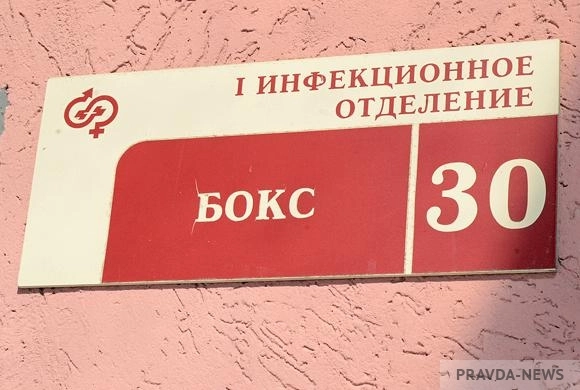 I ИНФЕКЦИОННОЕ
ОТДЕЛЕНИЕ
БОКС
30
PRAVDA-NEWS